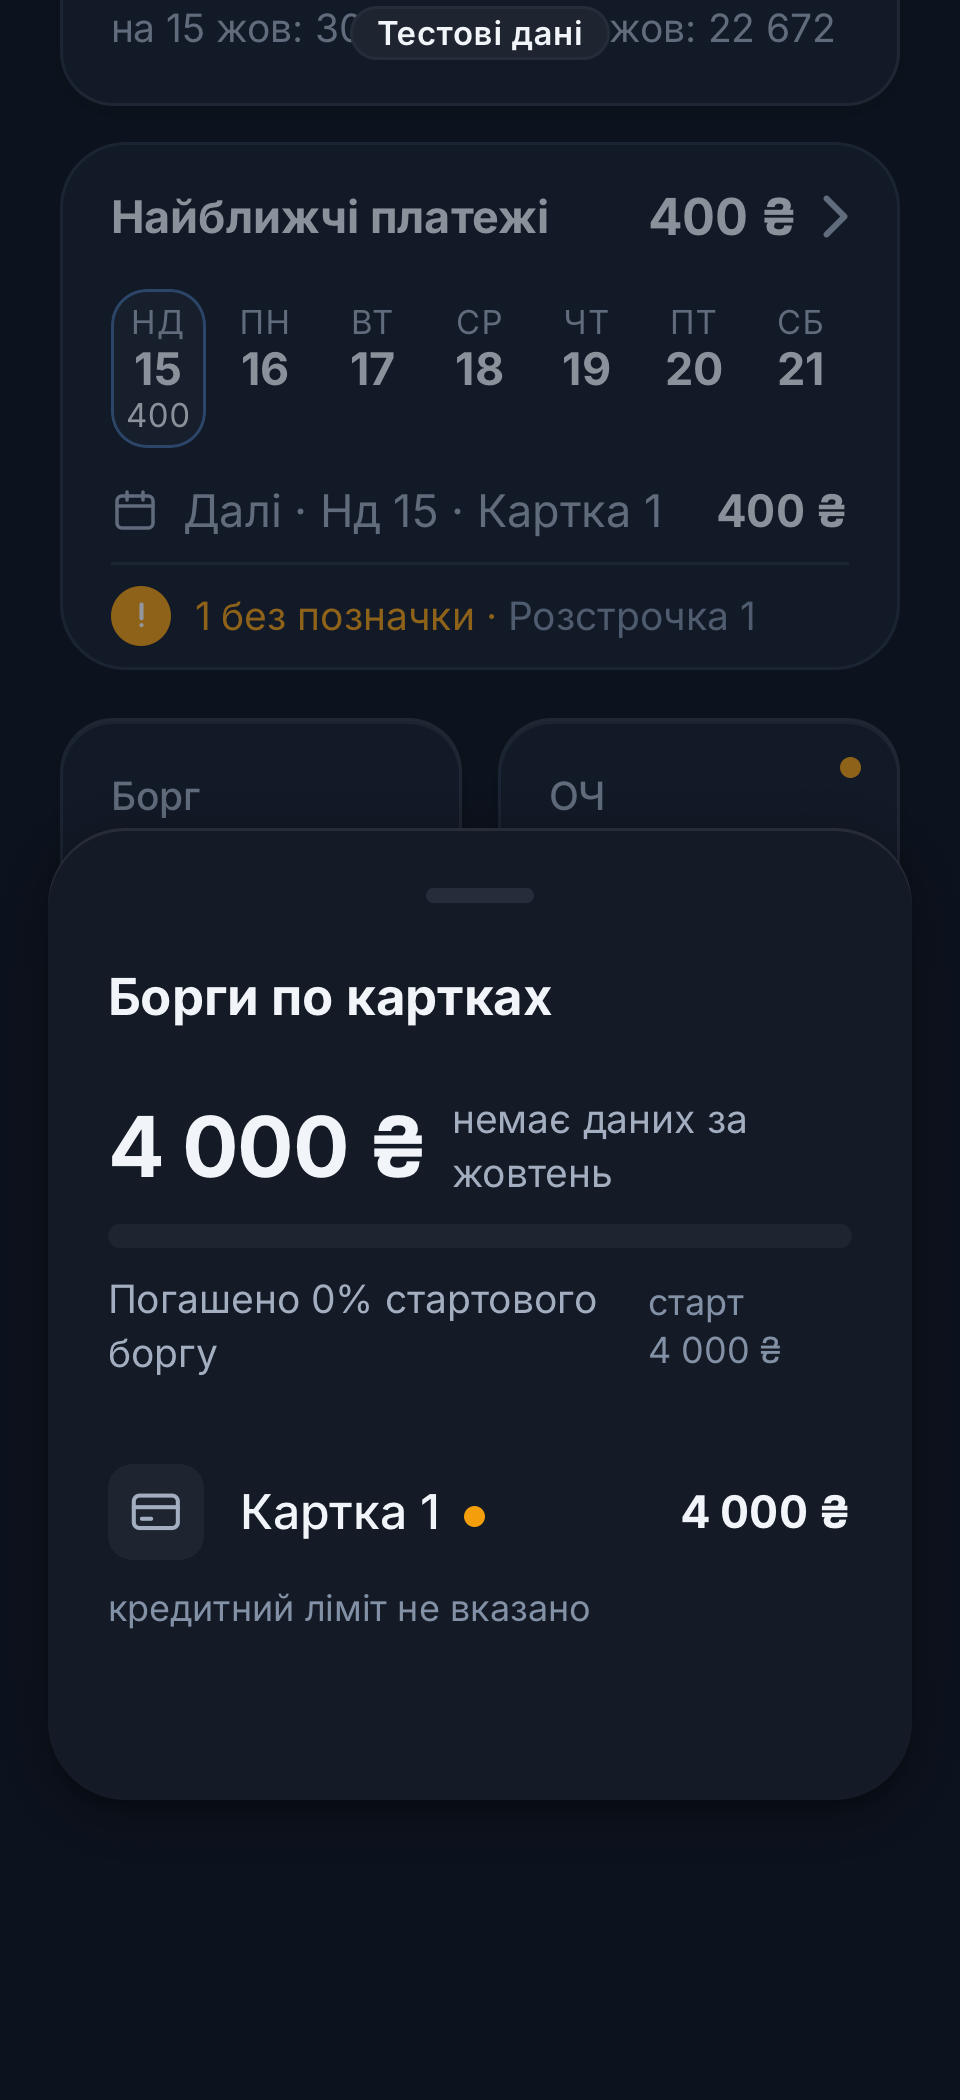 на 15 жов: 30
Тестові дані
жов: 22 672
Найближчі платежі 400 ₴
НД ПН ВТ СР ЧТ ПТ СБ
15 16 17 18 19 20 21
400
Далі · Нд 15 · Картка 1 400 ₴
! 1 без позначки · Розстрочка 1
Борг ОЧ
Борги по картках
4 000 ₴ немає даних за
жовтень
Погашено 0% стартового
боргу
старт
4 000 ₴
Картка 1 4 000 ₴
кредитний ліміт не вказано